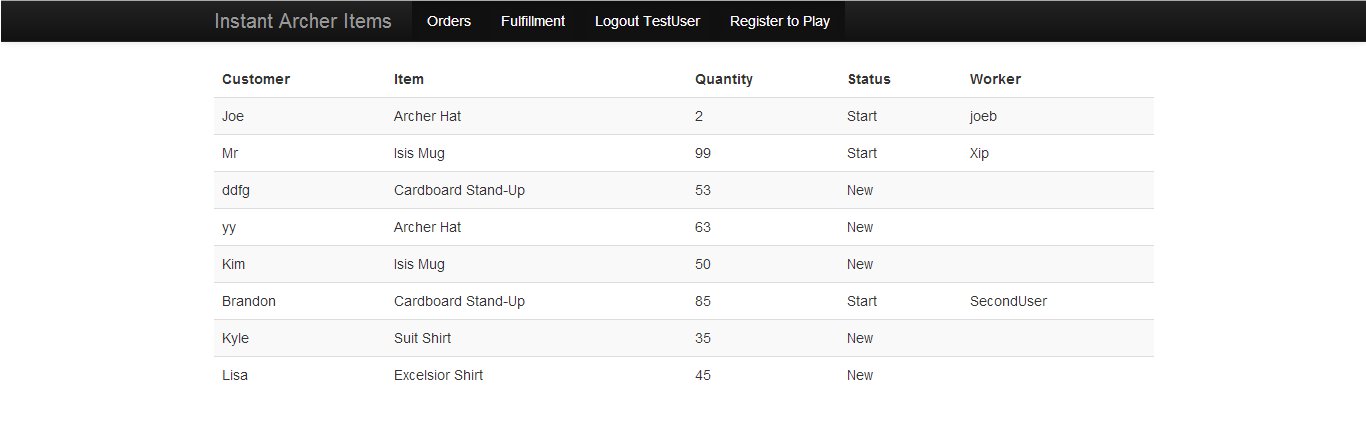 Instant Archer Items Orders Fulfillment Logout TestUser Register to Play
Customer Item Quantity Status Worker
Joe Archer Hat 2 Start joeb
Mr Isis Mug 99 Start Xip
ddfg Cardboard Stand-Up 53 New
yy Archer Hat 63 New
Kim Isis Mug 50 New
Brandon Cardboard Stand-Up 85 Start SecondUser
Kyle Suit Shirt 35 New
Lisa Excelsior Shirt 45 New